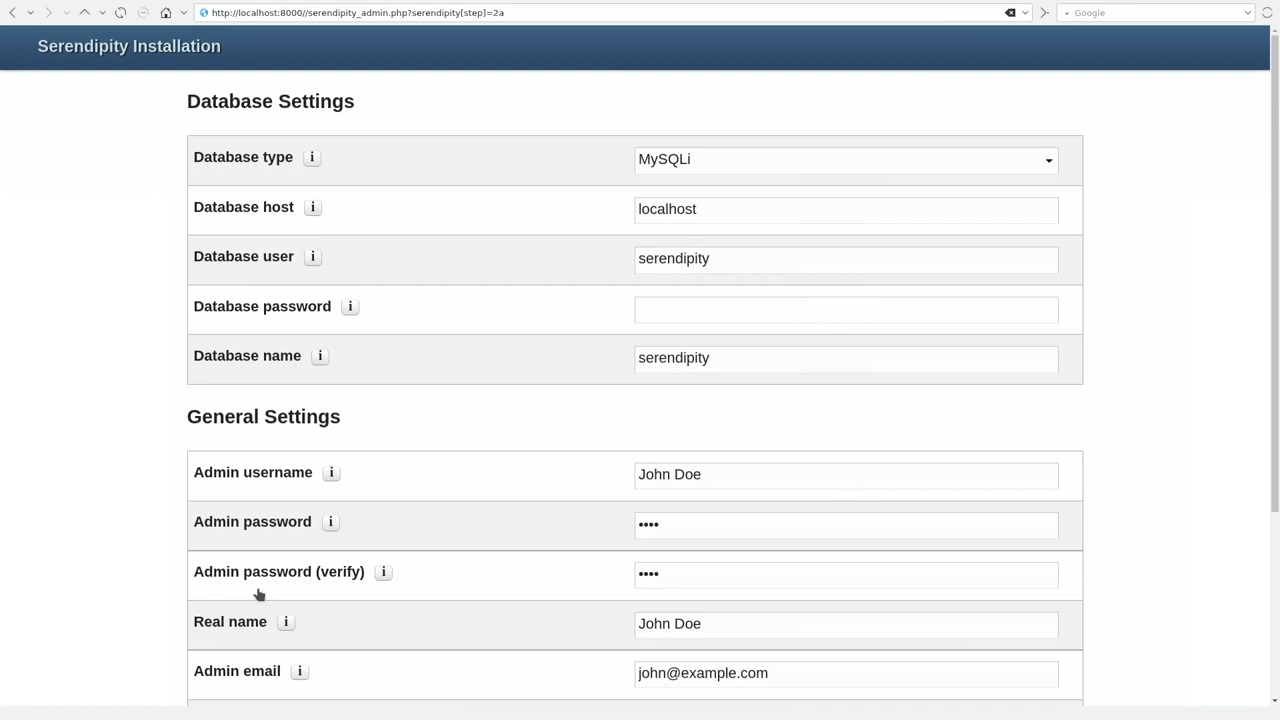 http://localhost:8000//serendipity_admin.php?serendipity[step]=2a
Google
Serendipity Installation
Database Settings
Database type i MySQLi
Database host i localhost
Database user i serendipity
Database password i
Database name i serendipity
General Settings
Admin username i John Doe
Admin password i ••••
Admin password (verify) i ••••
Real name i John Doe
Admin email i john@example.com